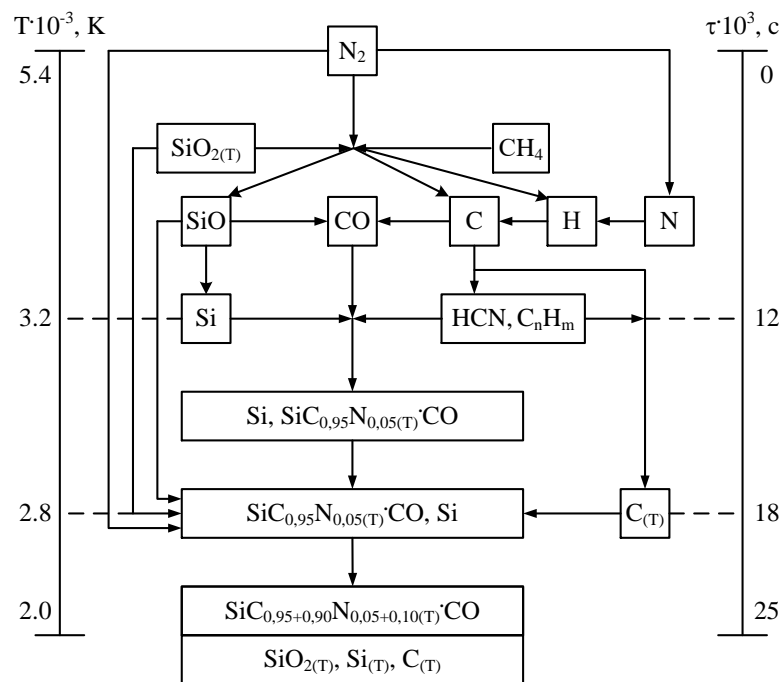 T·10⁻³, K
τ·10³, c
N₂
5.4
0
SiO₂₍T₎
CH₄
SiO
CO
C
H
N
3.2
Si
HCN, CₙHₘ
12
Si, SiC₀,₉₅N₀,₀₅₍T₎·CO
2.8
SiC₀,₉₅N₀,₀₅₍T₎·CO, Si
C₍T₎
18
2.0
SiC₀,₉₅₊₀,₉₀N₀,₀₅₊₀,₁₀₍T₎·CO
25
SiO₂₍T₎, Si₍T₎, C₍T₎